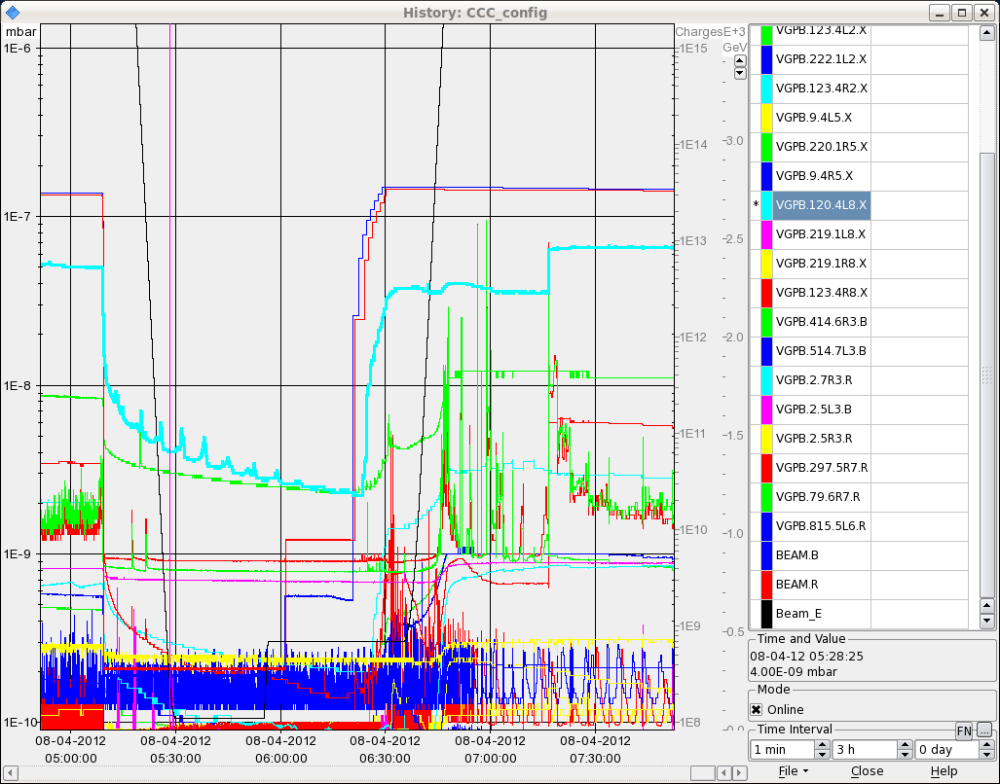 History: CCC_config
mbar
1E-6
1E-7
1E-8
1E-9
1E-10
ChargesE+3
GeV
1E15
1E14
1E13
1E12
1E11
1E10
1E9
1E8
3.0
2.5
2.0
1.5
1.0
0.5
08-04-2012 08-04-2012 08-04-2012 08-04-2012 08-04-2012 08-04-2012
05:00:00 05:30:00 06:00:00 06:30:00 07:00:00 07:30:00
VGPB.123.4L2.X
VGPB.222.1L2.X
VGPB.123.4R2.X
VGPB.9.4L5.X
VGPB.220.1R5.X
VGPB.9.4R5.X
* VGPB.120.4L8.X
VGPB.219.1L8.X
VGPB.219.1R8.X
VGPB.123.4R8.X
VGPB.414.6R3.B
VGPB.514.7L3.B
VGPB.2.7R3.R
VGPB.2.5L3.B
VGPB.2.5R3.R
VGPB.297.5R7.R
VGPB.79.6R7.R
VGPB.815.5L6.R
BEAM.B
BEAM.R
Beam_E
Time and Value
08-04-12 05:28:25
4.00E-09 mbar
Mode
Online
Time Interval FN ...
1 min 3 h 0 day
File Close Help